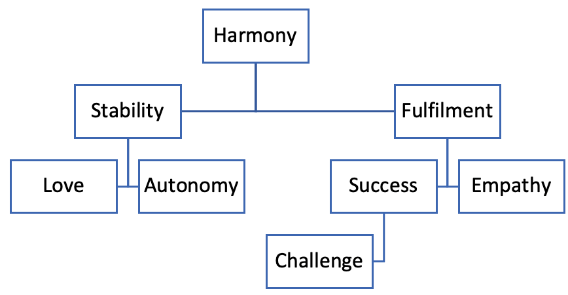 Harmony
Stability
Fulfilment
Love
Autonomy
Success
Empathy
Challenge